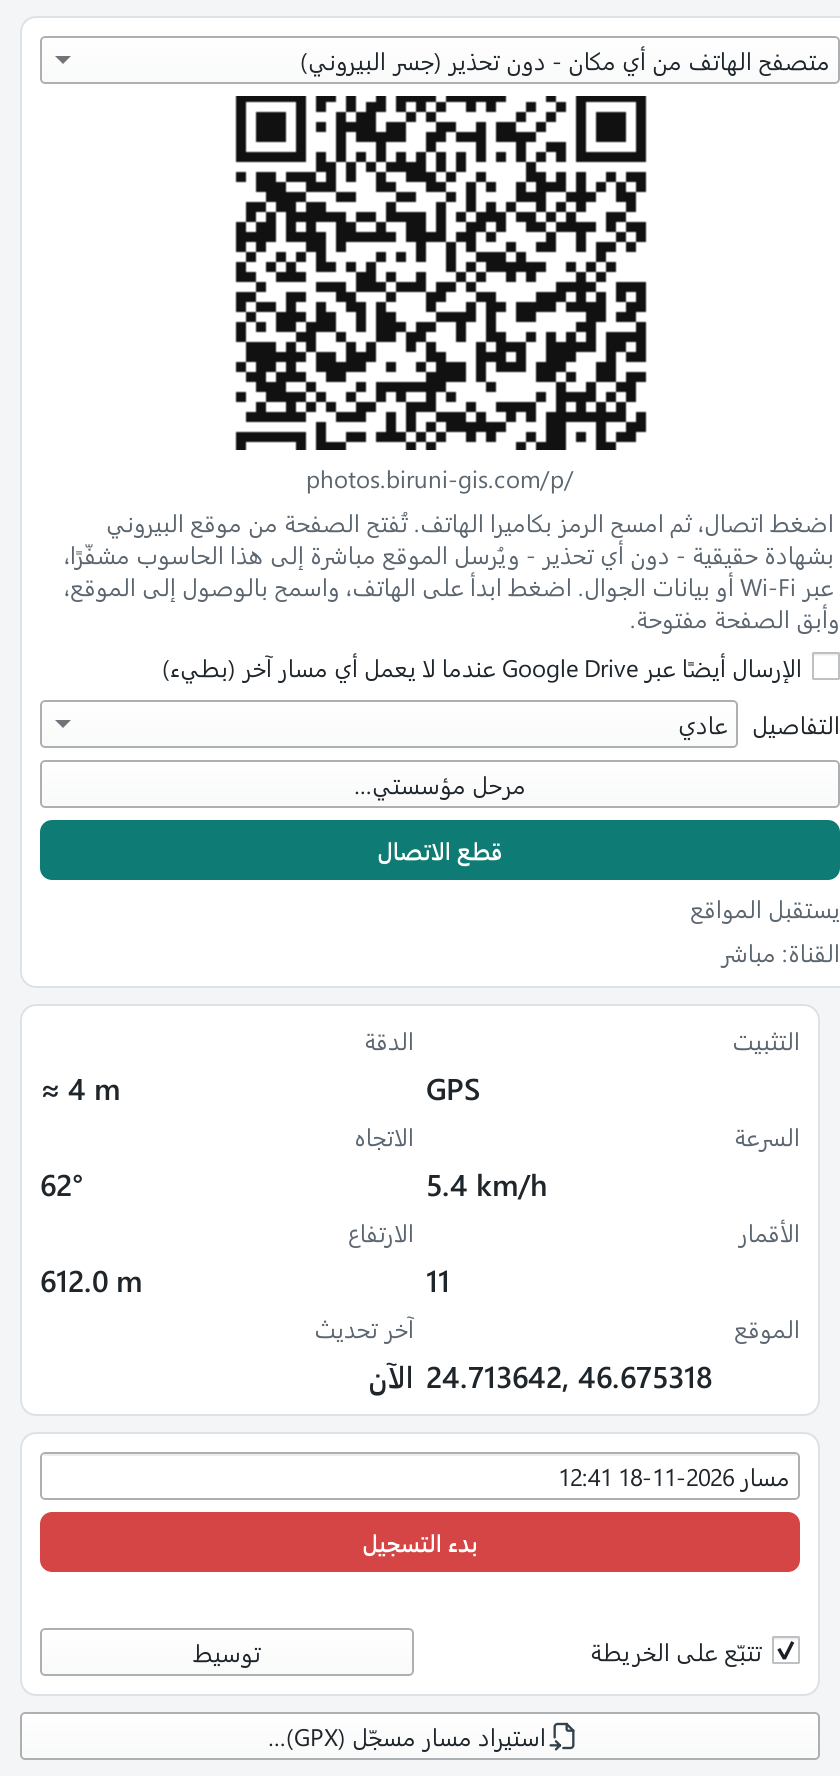 متصفح الهاتف من أي مكان - دون تحذير (جسر البيروني)
photos.biruni-gis.com/p/
اضغط اتصال، ثم امسح الرمز بكاميرا الهاتف. تُفتح الصفحة من موقع البيروني
بشهادة حقيقية - دون أي تحذير - ويُرسل الموقع مباشرة إلى هذا الحاسوب مشفّرًا،
عبر Wi-Fi أو بيانات الجوال. اضغط ابدأ على الهاتف، واسمح بالوصول إلى الموقع،
وأبق الصفحة مفتوحة.
الإرسال أيضًا عبر Google Drive عندما لا يعمل أي مسار آخر (بطيء)
التفاصيل عادي
مرحل مؤسستي...
قطع الاتصال
يستقبل المواقع
القناة: مباشر
التثبيت الدقة
GPS ≈ 4 m
السرعة الاتجاه
5.4 km/h 62°
الأقمار الارتفاع
11 612.0 m
الموقع آخر تحديث
24.713642, 46.675318 الآن
مسار 2026-11-18 12:41
بدء التسجيل
تتبّع على الخريطة توسيط
استيراد مسار مسجّل (GPX)...